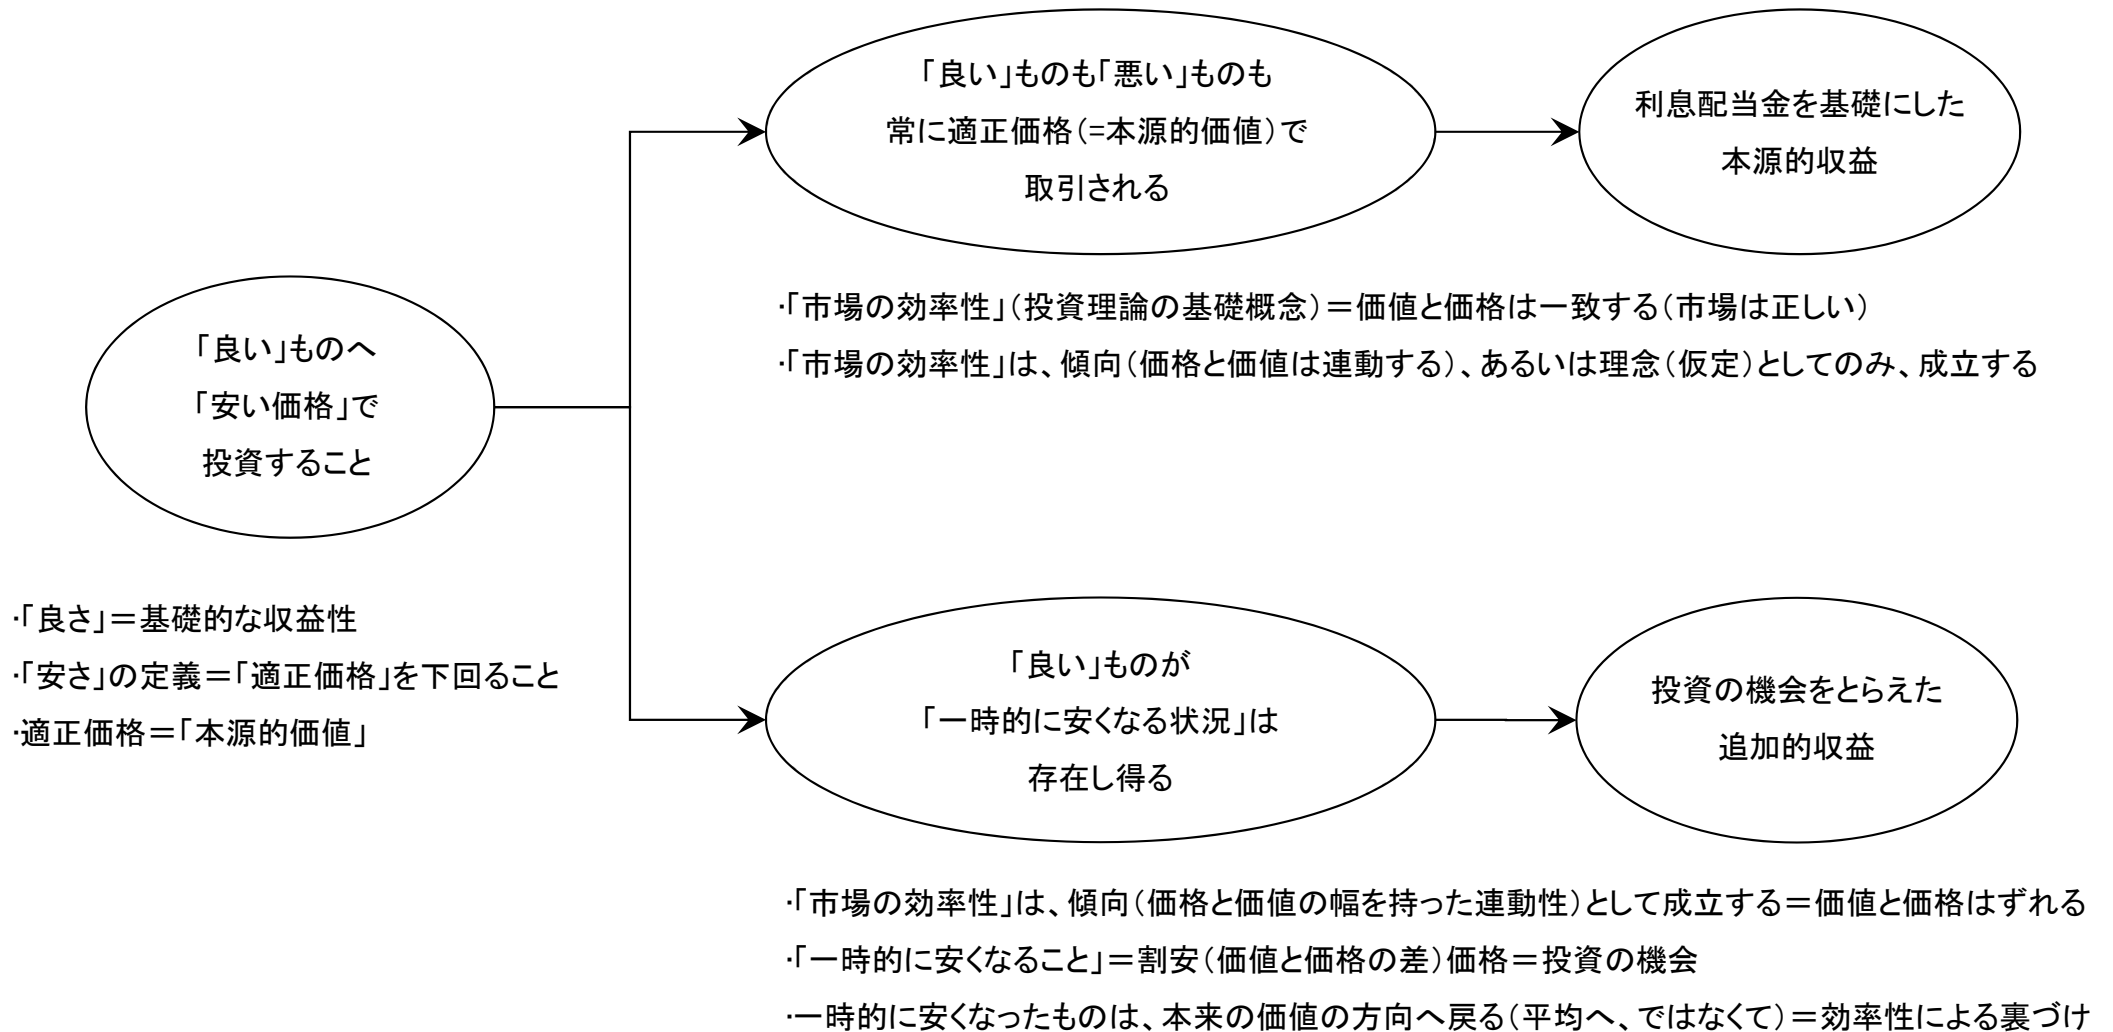 「良い」ものも「悪い」ものも
常に適正価格(=本源的価値)で
取引される
利息配当金を基礎にした
本源的収益
・「市場の効率性」(投資理論の基礎概念)=価値と価格は一致する(市場は正しい)
・「市場の効率性」は、傾向(価格と価値は連動する)、あるいは理念(仮定)としてのみ、成立する
「良い」ものへ
「安い価格」で
投資すること
・「良さ」=基礎的な収益性
・「安さ」の定義=「適正価格」を下回ること
・適正価格=「本源的価値」
「良い」ものが
「一時的に安くなる状況」は
存在し得る
投資の機会をとらえた
追加的収益
・「市場の効率性」は、傾向(価格と価値の幅を持った連動性)として成立する=価値と価格はずれる
・「一時的に安くなること」=割安(価値と価格の差)価格=投資の機会
・一時的に安くなったものは、本来の価値の方向へ戻る(平均へ、ではなくて)=効率性による裏づけ